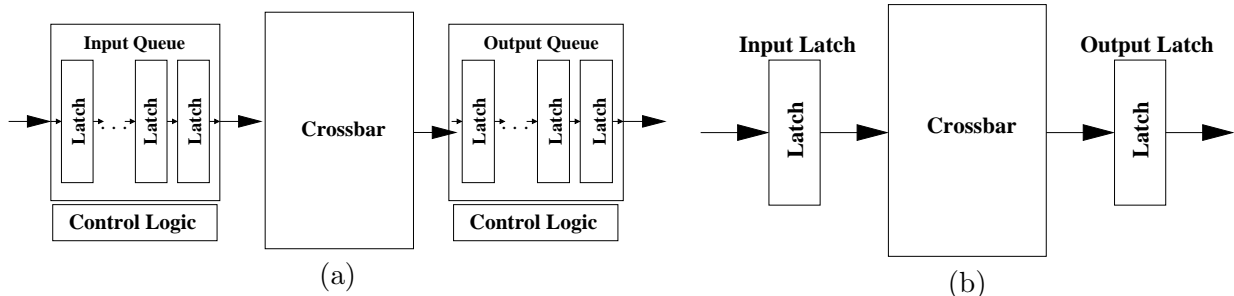 Input Queue
Latch
. . .
Latch
Latch
Control Logic
Crossbar
Output Queue
Latch
. . .
Latch
Latch
Control Logic
(a)
Input Latch
Latch
Crossbar
Output Latch
Latch
(b)